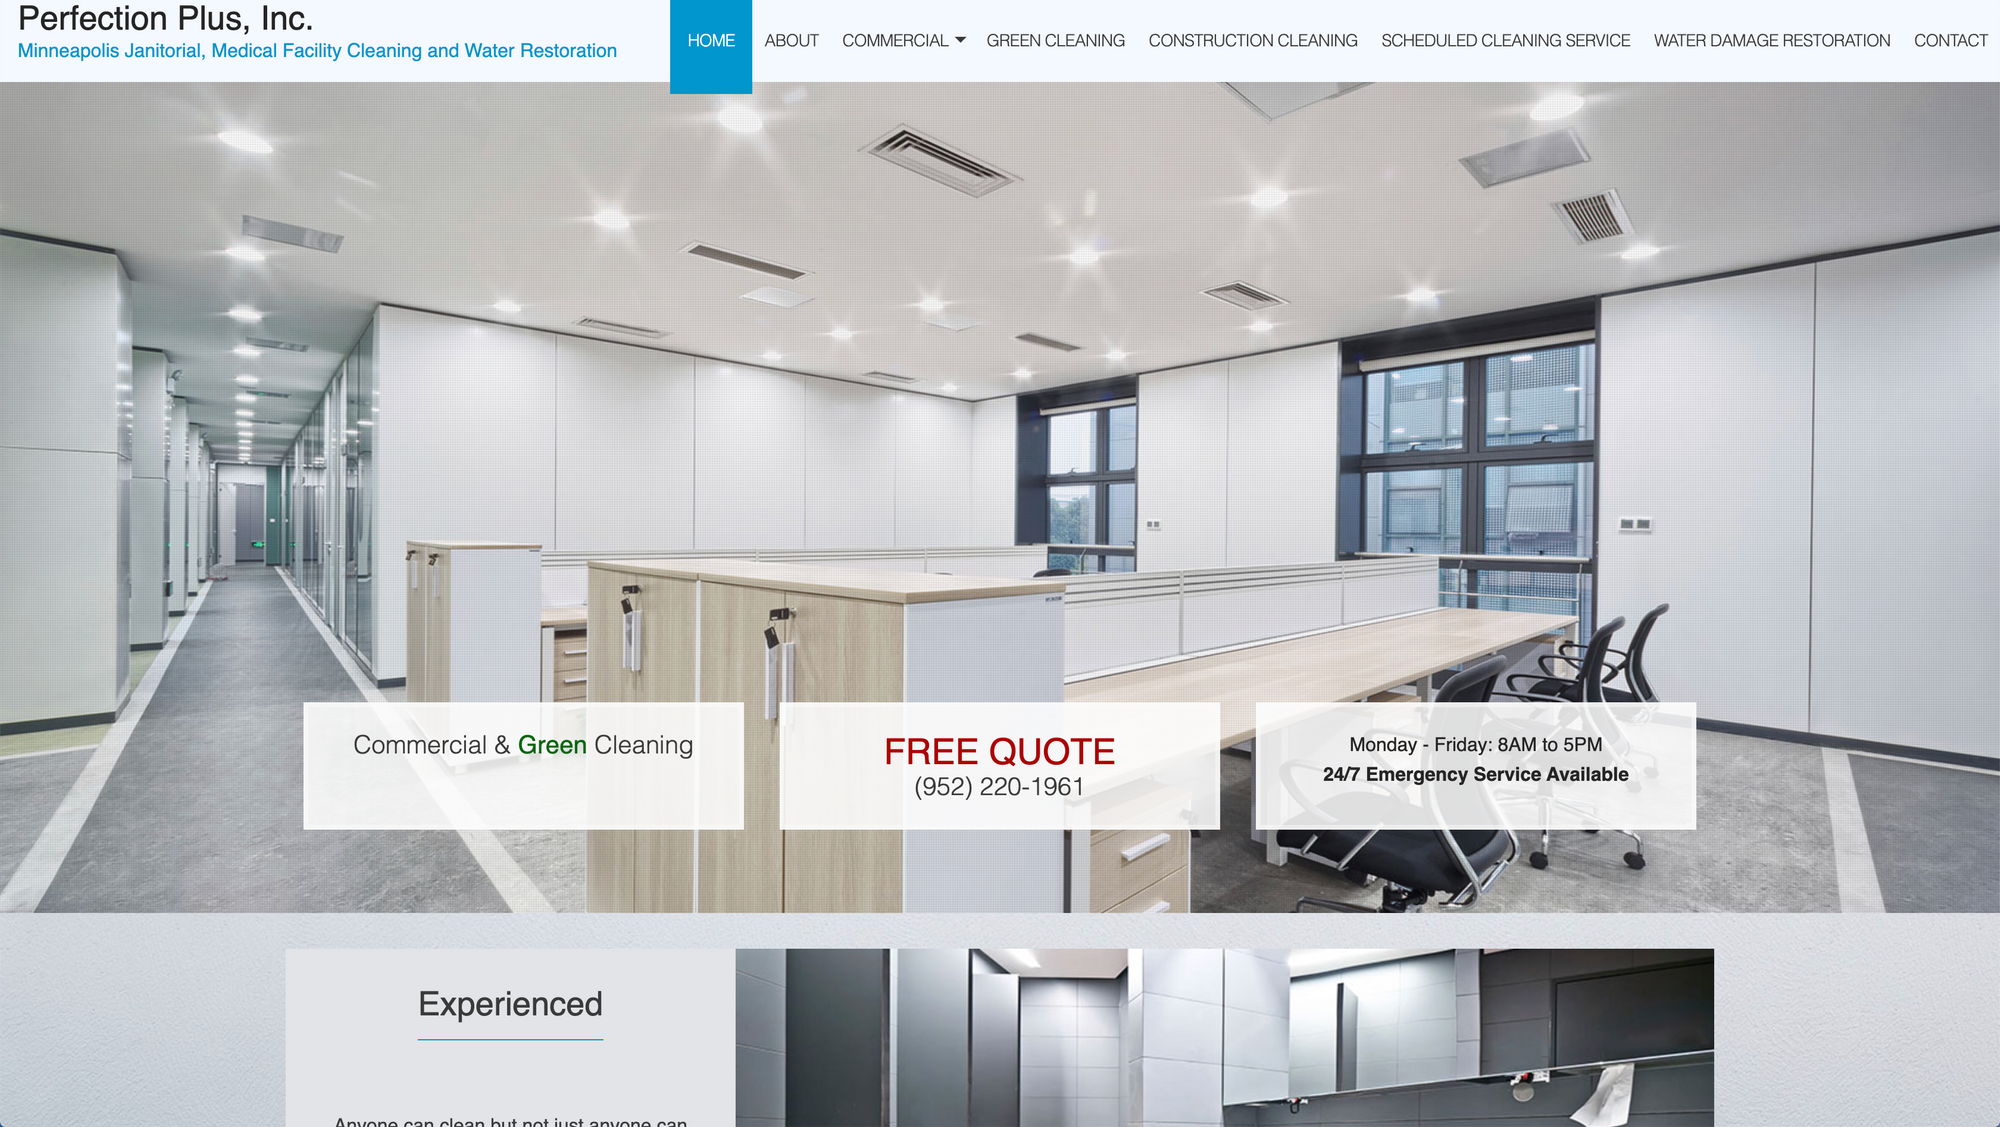 Perfection Plus, Inc.
Minneapolis Janitorial, Medical Facility Cleaning and Water Restoration
HOME ABOUT COMMERCIAL GREEN CLEANING CONSTRUCTION CLEANING SCHEDULED CLEANING SERVICE WATER DAMAGE RESTORATION CONTACT
Commercial & Green Cleaning
FREE QUOTE
(952) 220-1961
Monday - Friday: 8AM to 5PM
24/7 Emergency Service Available
Experienced
Anyone can clean but not just anyone can